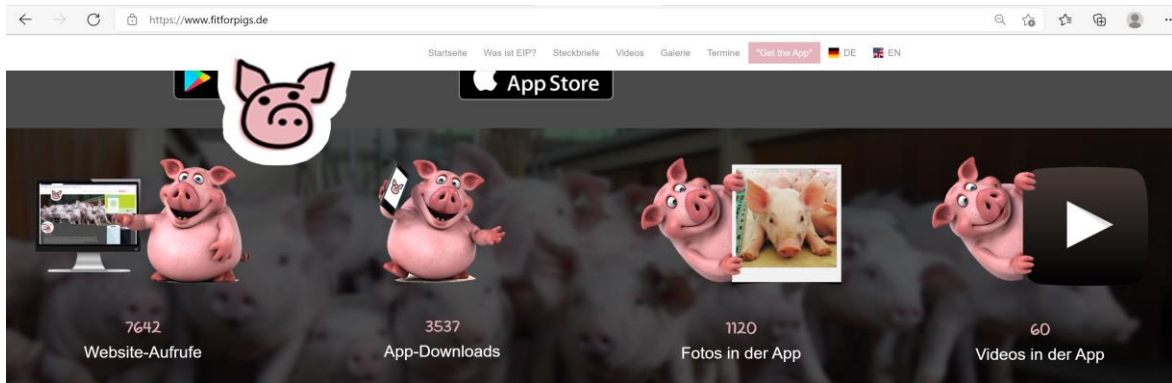 https://www.fitforpigs.de
Startseite Was ist EIP? Steckbriefe Videos Galerie Termine "Get the App" DE EN
App Store
7642
Website-Aufrufe
3537
App-Downloads
1120
Fotos in der App
60
Videos in der App